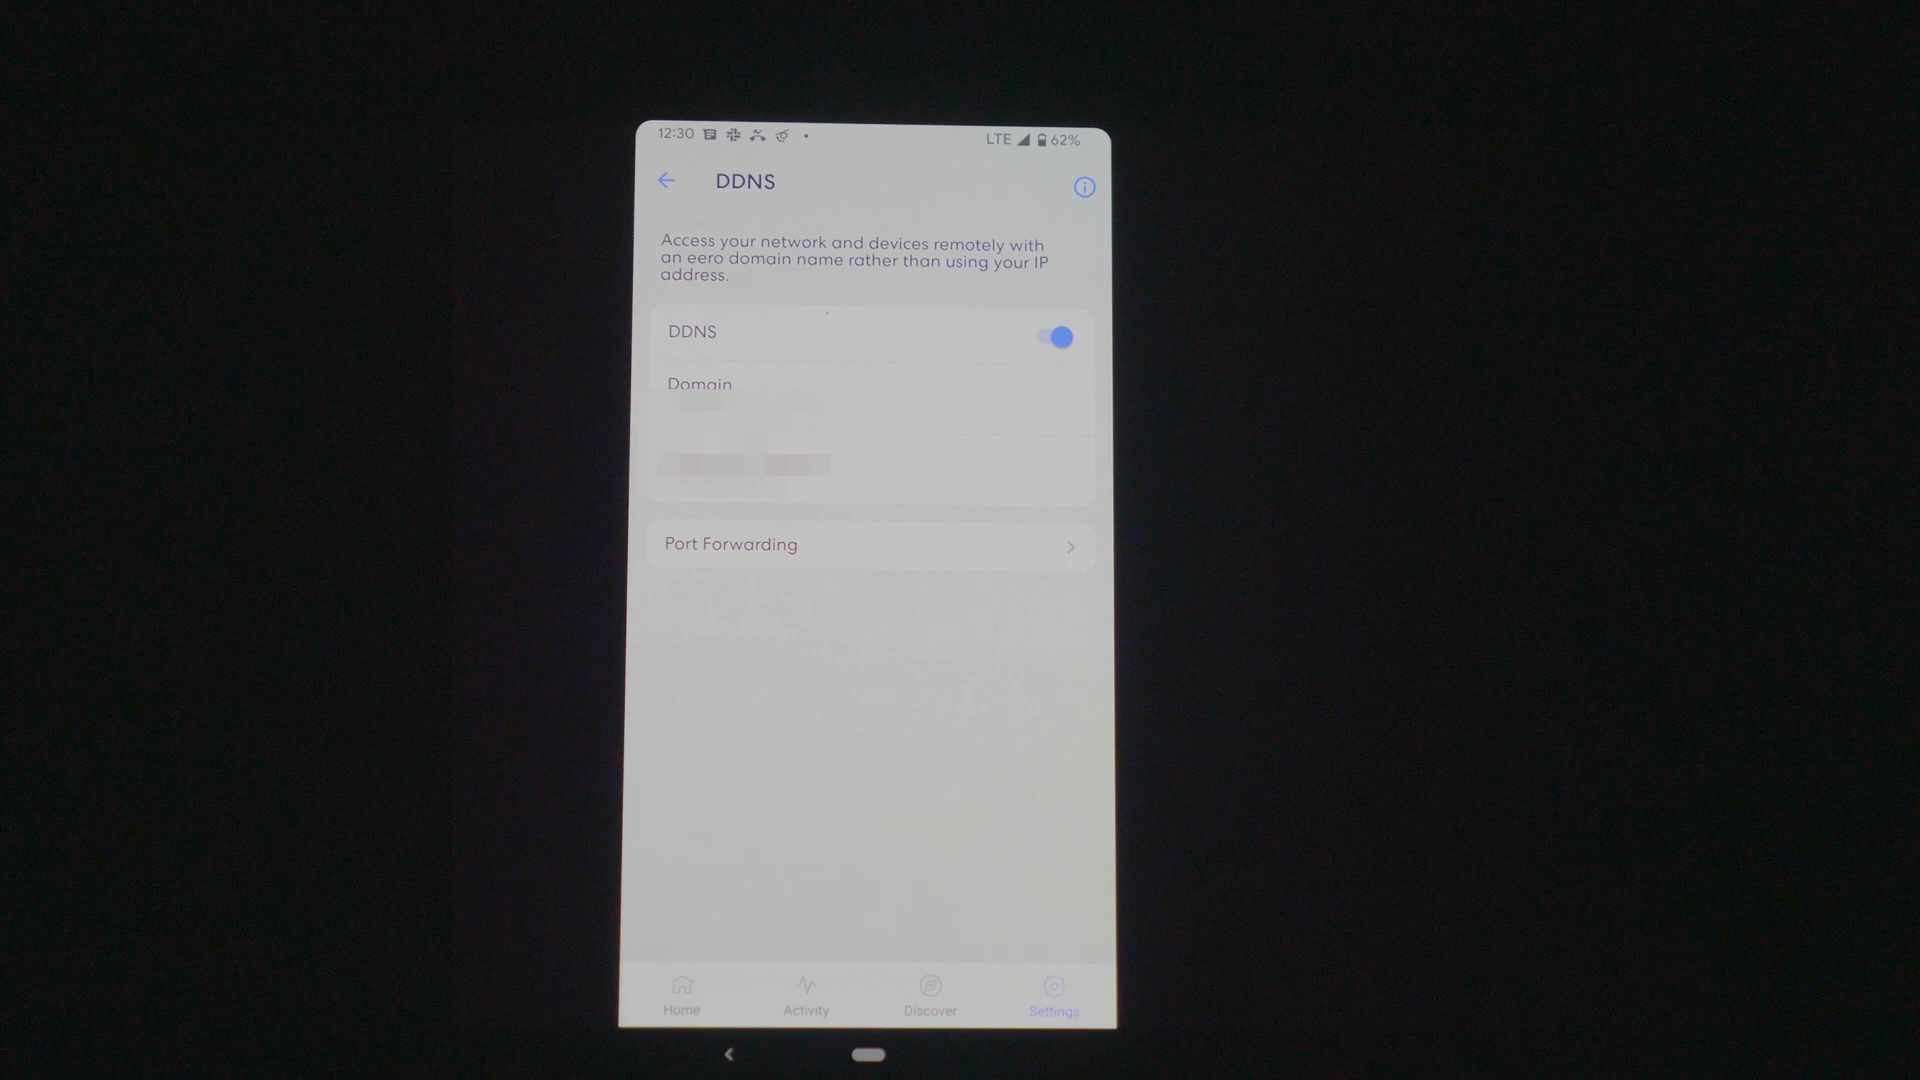 12:30 LTE 62%
DDNS
Access your network and devices remotely with
an eero domain name rather than using your IP
address.
DDNS
Domain
Port Forwarding
Home Activity Discover Settings